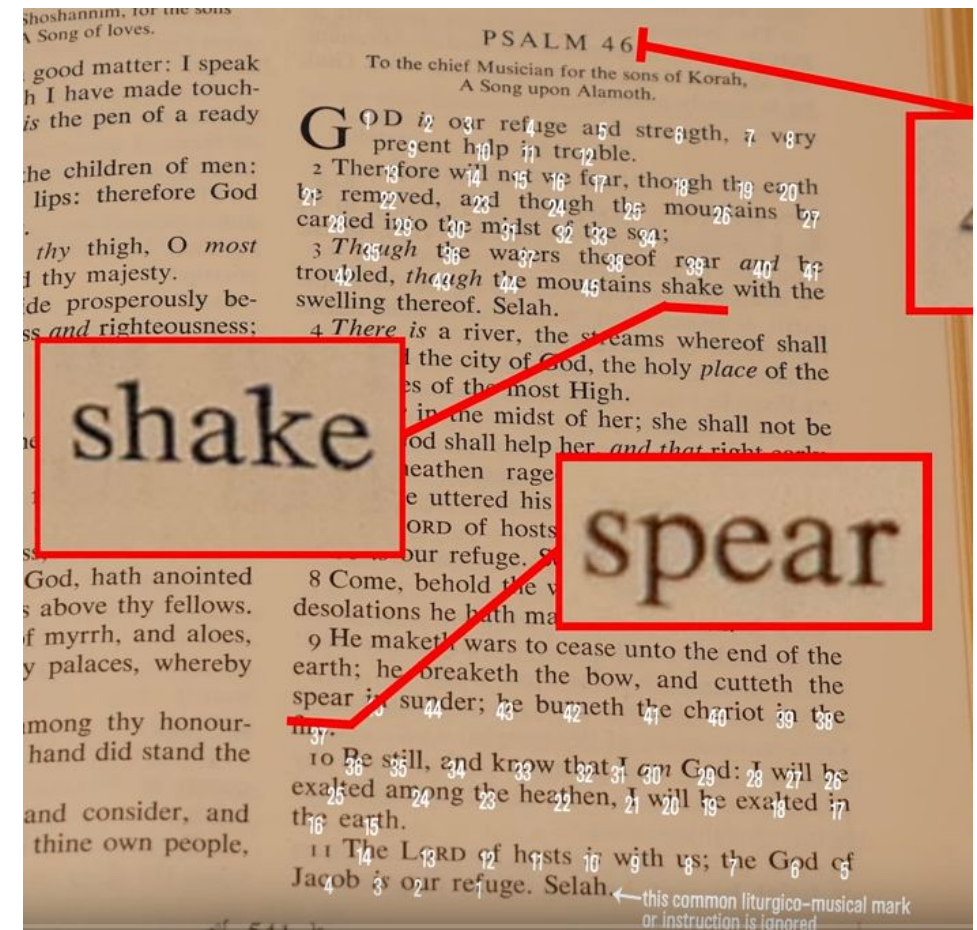 Shoshannim, for the sons
A Song of loves.
good matter: I speak
h I have made touch-
is the pen of a ready
the children of men:
lips: therefore God
thy thigh, O most
thy majesty.
de prosperously be-
ss and righteousness;
God, hath anointed
above thy fellows.
f myrrh, and aloes,
y palaces, whereby
among thy honour-
hand did stand the
and consider, and
thine own people,
PSALM 46
To the chief Musician for the sons of Korah,
A Song upon Alamoth.
GOD is our refuge and strength, a very
present help in trouble.
2 Therefore will not we fear, though the earth
be removed, and though the mountains be
carried into the midst of the sea;
3 Though the waters thereof roar and be
troubled, though the mountains shake with the
swelling thereof. Selah.
4 There is a river, the streams whereof shall
the city of God, the holy place of the
es of the most High.
in the midst of her; she shall not be
od shall help her, and that right early.
heathen rage
e uttered his
ORD of hosts
our refuge.
8 Come, behold the
desolations he hath ma
9 He maketh wars to cease unto the end of the
earth; he breaketh the bow, and cutteth the
spear in sunder; he burneth the chariot in the
fire.
10 Be still, and know that I am God: I will be
exalted among the heathen, I will be exalted in
the earth.
11 The LORD of hosts is with us; the God of
Jacob is our refuge. Selah.
shake
spear
this common liturgico-musical mark
or instruction is ignored